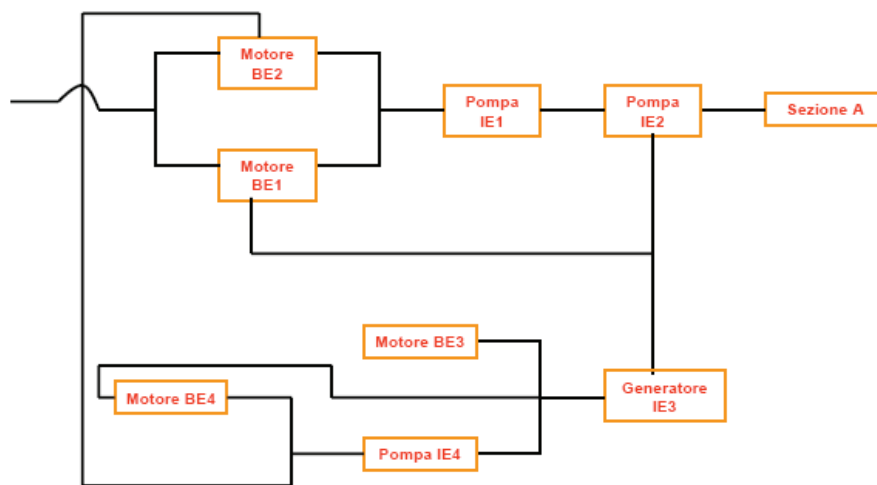 Motore
BE2
Pompa
IE1
Pompa
IE2
Sezione A
Motore
BE1
Motore BE3
Generatore
IE3
Motore BE4
Pompa IE4